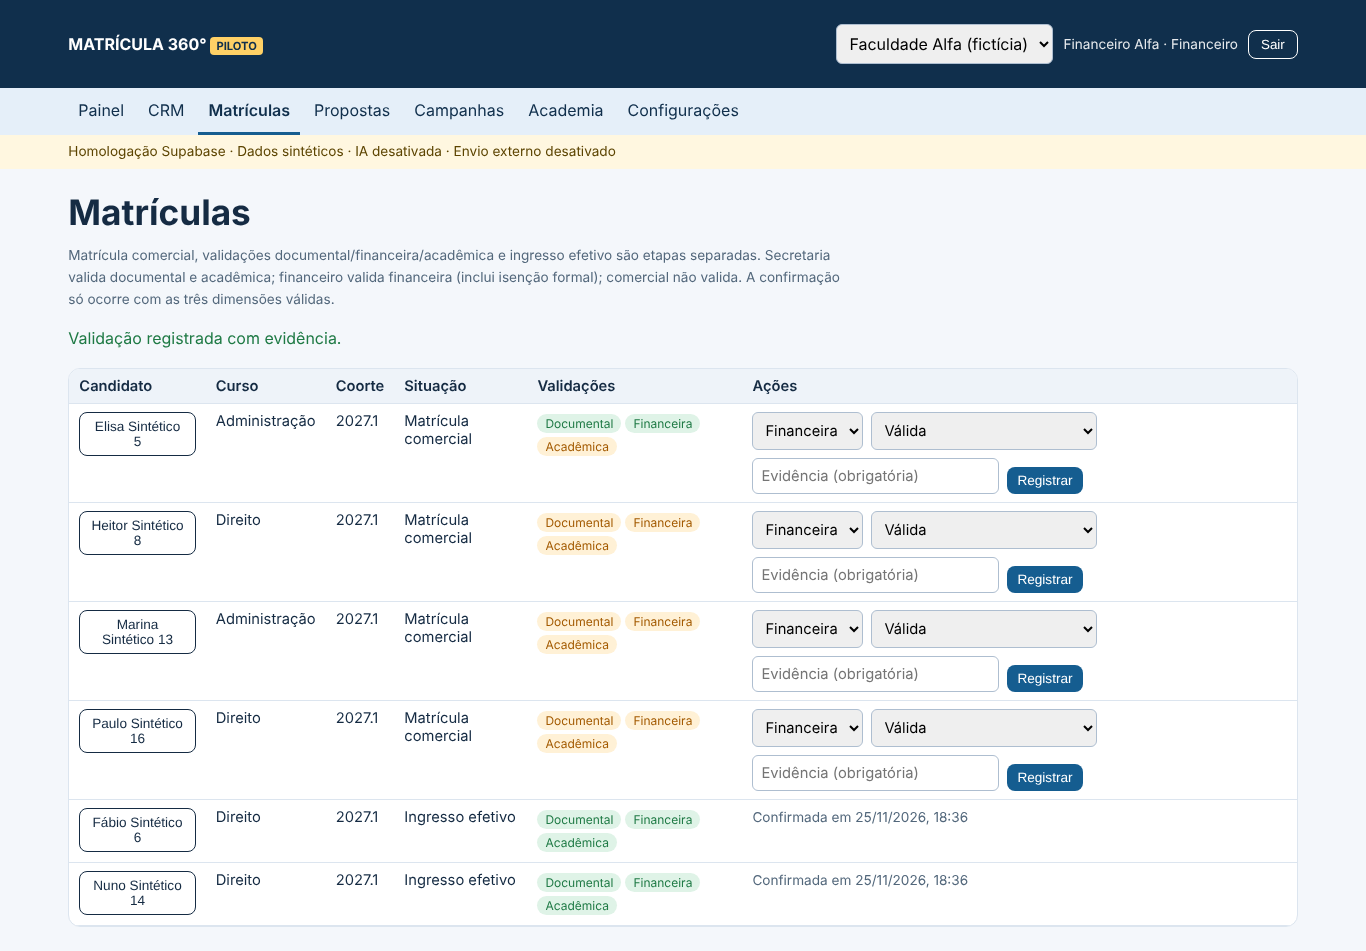 MATRÍCULA 360° PILOTO
Faculdade Alfa (fictícia)
Financeiro Alfa · Financeiro
Sair
Painel CRM Matrículas Propostas Campanhas Academia Configurações
Homologação Supabase · Dados sintéticos · IA desativada · Envio externo desativado
Matrículas
Matrícula comercial, validações documental/financeira/acadêmica e ingresso efetivo são etapas separadas. Secretaria
valida documental e acadêmica; financeiro valida financeira (inclui isenção formal); comercial não valida. A confirmação
só ocorre com as três dimensões válidas.
Validação registrada com evidência.
Candidato Curso Coorte Situação Validações Ações
Elisa Sintético
5
Administração
2027.1
Matrícula
comercial
Documental Financeira
Acadêmica
Financeira Válida
Evidência (obrigatória) Registrar
Heitor Sintético
8
Direito
2027.1
Matrícula
comercial
Documental Financeira
Acadêmica
Financeira Válida
Evidência (obrigatória) Registrar
Marina
Sintético 13
Administração
2027.1
Matrícula
comercial
Documental Financeira
Acadêmica
Financeira Válida
Evidência (obrigatória) Registrar
Paulo Sintético
16
Direito
2027.1
Matrícula
comercial
Documental Financeira
Acadêmica
Financeira Válida
Evidência (obrigatória) Registrar
Fábio Sintético
6
Direito
2027.1
Ingresso efetivo
Documental Financeira
Acadêmica
Confirmada em 25/11/2026, 18:36
Nuno Sintético
14
Direito
2027.1
Ingresso efetivo
Documental Financeira
Acadêmica
Confirmada em 25/11/2026, 18:36